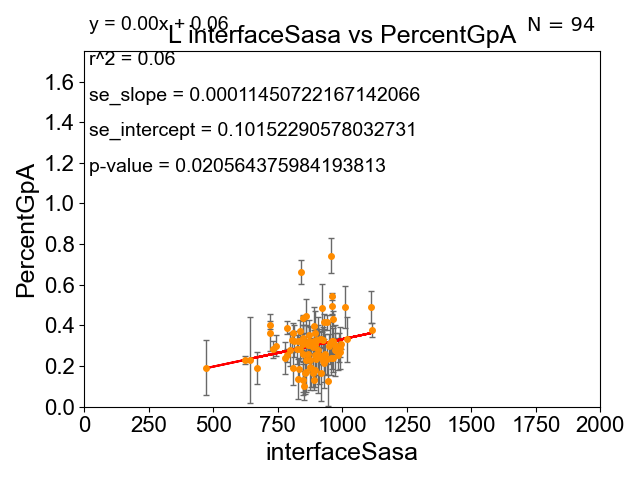 y = 0.00x + 0.06
N = 94
L interfaceSasa vs PercentGpA
r^2 = 0.06
se_slope = 0.00011450722167142066
se_intercept = 0.10152290578032731
p-value = 0.020564375984193813
PercentGpA
1.6
1.4
1.2
1.0
0.8
0.6
0.4
0.2
0.0
0 250 500 750 1000 1250 1500 1750 2000
interfaceSasa